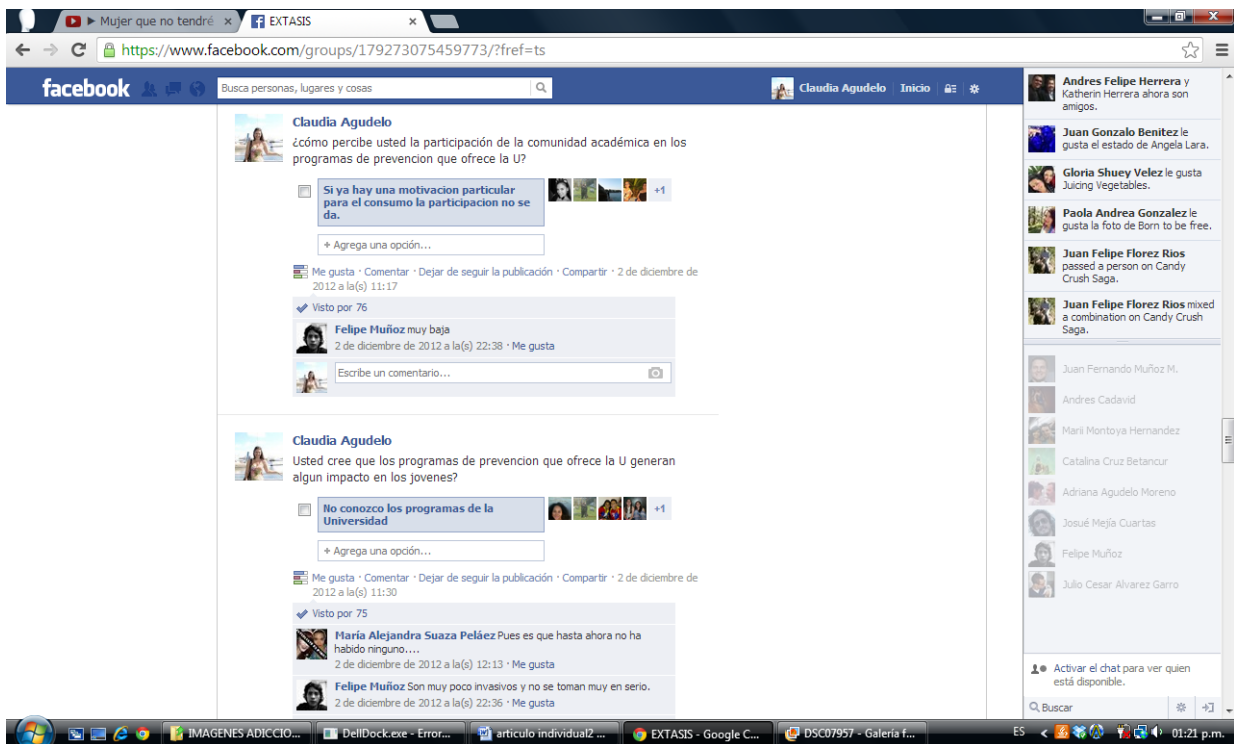 Mujer que no tendré
EXTASIS
https://www.facebook.com/groups/179273075459773/?fref=ts
facebook
Busca personas, lugares y cosas
Claudia Agudelo
Inicio
Claudia Agudelo
¿cómo percibe usted la participación de la comunidad académica en los
programas de prevencion que ofrece la U?
Si ya hay una motivacion particular
para el consumo la participacion no se
da.
+1
+ Agrega una opción...
Me gusta · Comentar · Dejar de seguir la publicación · Compartir · 2 de diciembre de
2012 a la(s) 11:17
Visto por 76
Felipe Muñoz muy baja
2 de diciembre de 2012 a la(s) 22:38 · Me gusta
Escribe un comentario...
Claudia Agudelo
Usted cree que los programas de prevencion que ofrece la U generan
algun impacto en los jovenes?
No conozco los programas de la
Universidad
+1
+ Agrega una opción...
Me gusta · Comentar · Dejar de seguir la publicación · Compartir · 2 de diciembre de
2012 a la(s) 11:30
Visto por 75
María Alejandra Suaza Peláez Pues es que hasta ahora no ha
habido ninguno....
2 de diciembre de 2012 a la(s) 12:13 · Me gusta
Felipe Muñoz Son muy poco invasivos y no se toman muy en serio.
2 de diciembre de 2012 a la(s) 22:36 · Me gusta
Andres Felipe Herrera y
Katherin Herrera ahora son
amigos.
Juan Gonzalo Benitez le
gusta el estado de Angela Lara.
Gloria Shuey Velez le gusta
Juicing Vegetables.
Paola Andrea Gonzalez le
gusta la foto de Born to be free.
Juan Felipe Florez Rios
passed a person on Candy
Crush Saga.
Juan Felipe Florez Rios mixed
a combination on Candy Crush
Saga.
Juan Fernando Muñoz M.
Andres Cadavid
Marii Montoya Hernandez
Catalina Cruz Betancur
Adriana Agudelo Moreno
Josué Mejía Cuartas
Felipe Muñoz
Julio Cesar Alvarez Garro
Activar el chat para ver quien
está disponible.
Buscar
IMAGENES ADICCIO...
DellDock.exe - Error...
articulo individual2 ...
EXTASIS - Google C...
DSC07957 - Galería f...
ES
01:21 p.m.